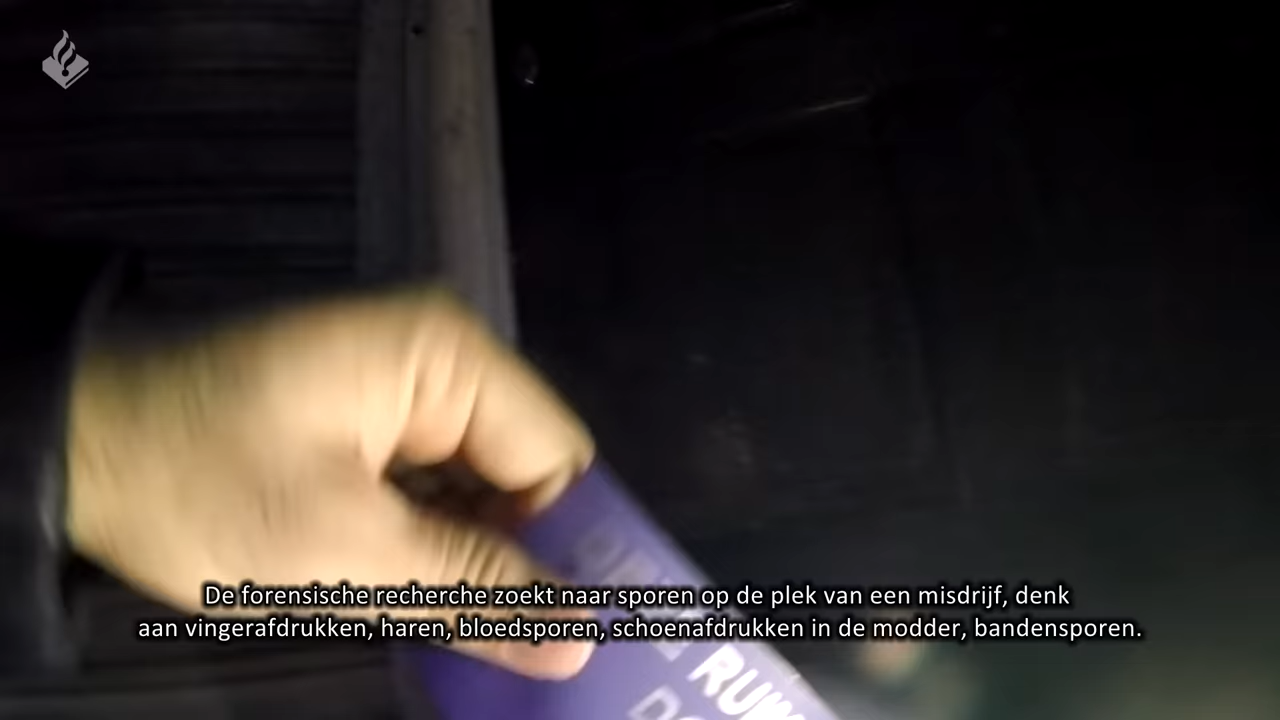 De forensische recherche zoekt naar sporen op de plek van een misdrijf, denk
aan vingerafdrukken, haren, bloedsporen, schoenafdrukken in de modder, bandensporen.